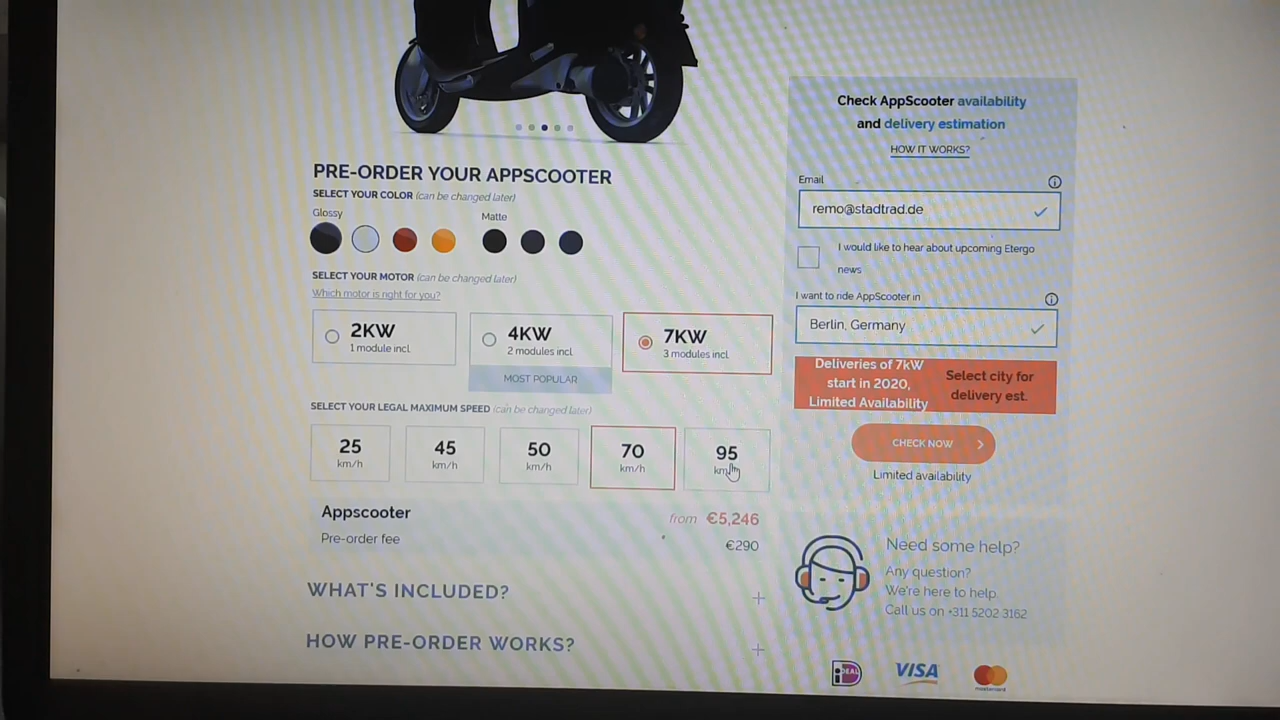 PRE-ORDER YOUR APPSCOOTER
SELECT YOUR COLOR (can be changed later)
Glossy
Matte
SELECT YOUR MOTOR (can be changed later)
Which motor is right for you?
2KW
1 module incl.
4KW
2 modules incl.
MOST POPULAR
7KW
3 modules incl.
SELECT YOUR LEGAL MAXIMUM SPEED (can be changed later)
25
km/h
45
km/h
50
km/h
70
km/h
95
km/h
Appscooter
from €5,246
Pre-order fee
€290
WHAT'S INCLUDED?
HOW PRE-ORDER WORKS?
Check AppScooter availability
and delivery estimation
HOW IT WORKS?
Email
remo@stadtrad.de
I would like to hear about upcoming Etergo
news
I want to ride AppScooter in
Berlin, Germany
Deliveries of 7kW
start in 2020,
Limited Availability
Select city for
delivery est.
CHECK NOW
Limited availability
Need some help?
Any question?
We're here to help.
Call us on +311 5202 3162
iDEAL
VISA
mastercard